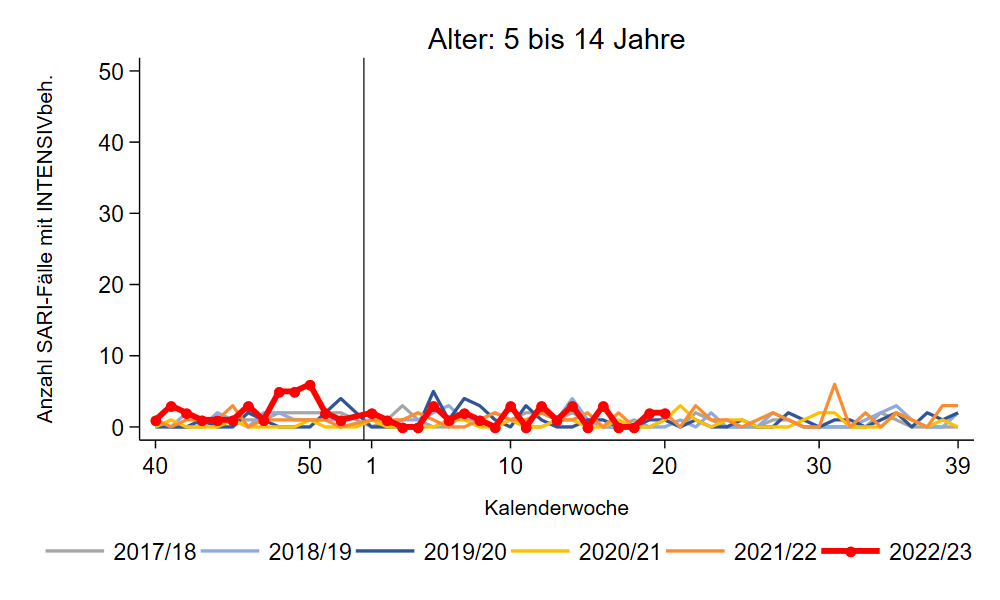 Alter: 5 bis 14 Jahre
Anzahl SARI-Fälle mit INTENSIVbeh.
50
40
30
20
10
0
40 50 1 10 20 30 39
Kalenderwoche
2017/18 2018/19 2019/20 2020/21 2021/22 2022/23